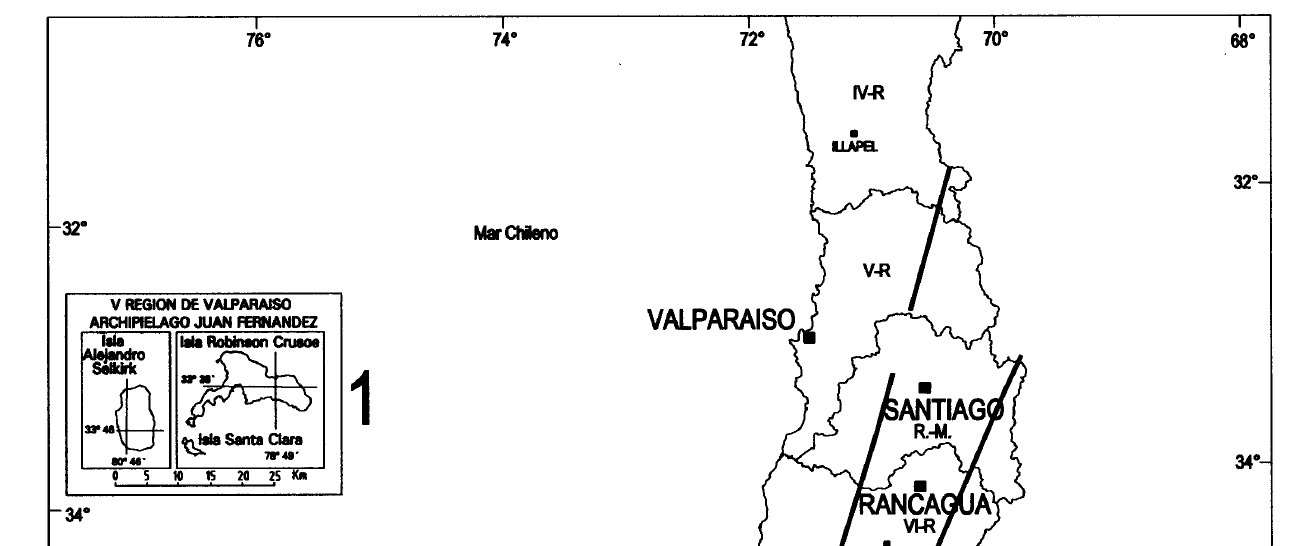 76°
74°
72°
70°
68°
IV-R
ILLAPEL
32°
32°
Mar Chileno
V-R
V REGION DE VALPARAISO
ARCHIPIELAGO JUAN FERNANDEZ
Isla
Alejandro
Selkirk
33° 46
80° 46´
Isla Robinson Crusoe
Isla Santa Clara
78° 49´
0 5 10 15 20 25 Km
1
VALPARAISO
SANTIAGO
R.-M.
34°
34°
RANCAGUA
VI-R